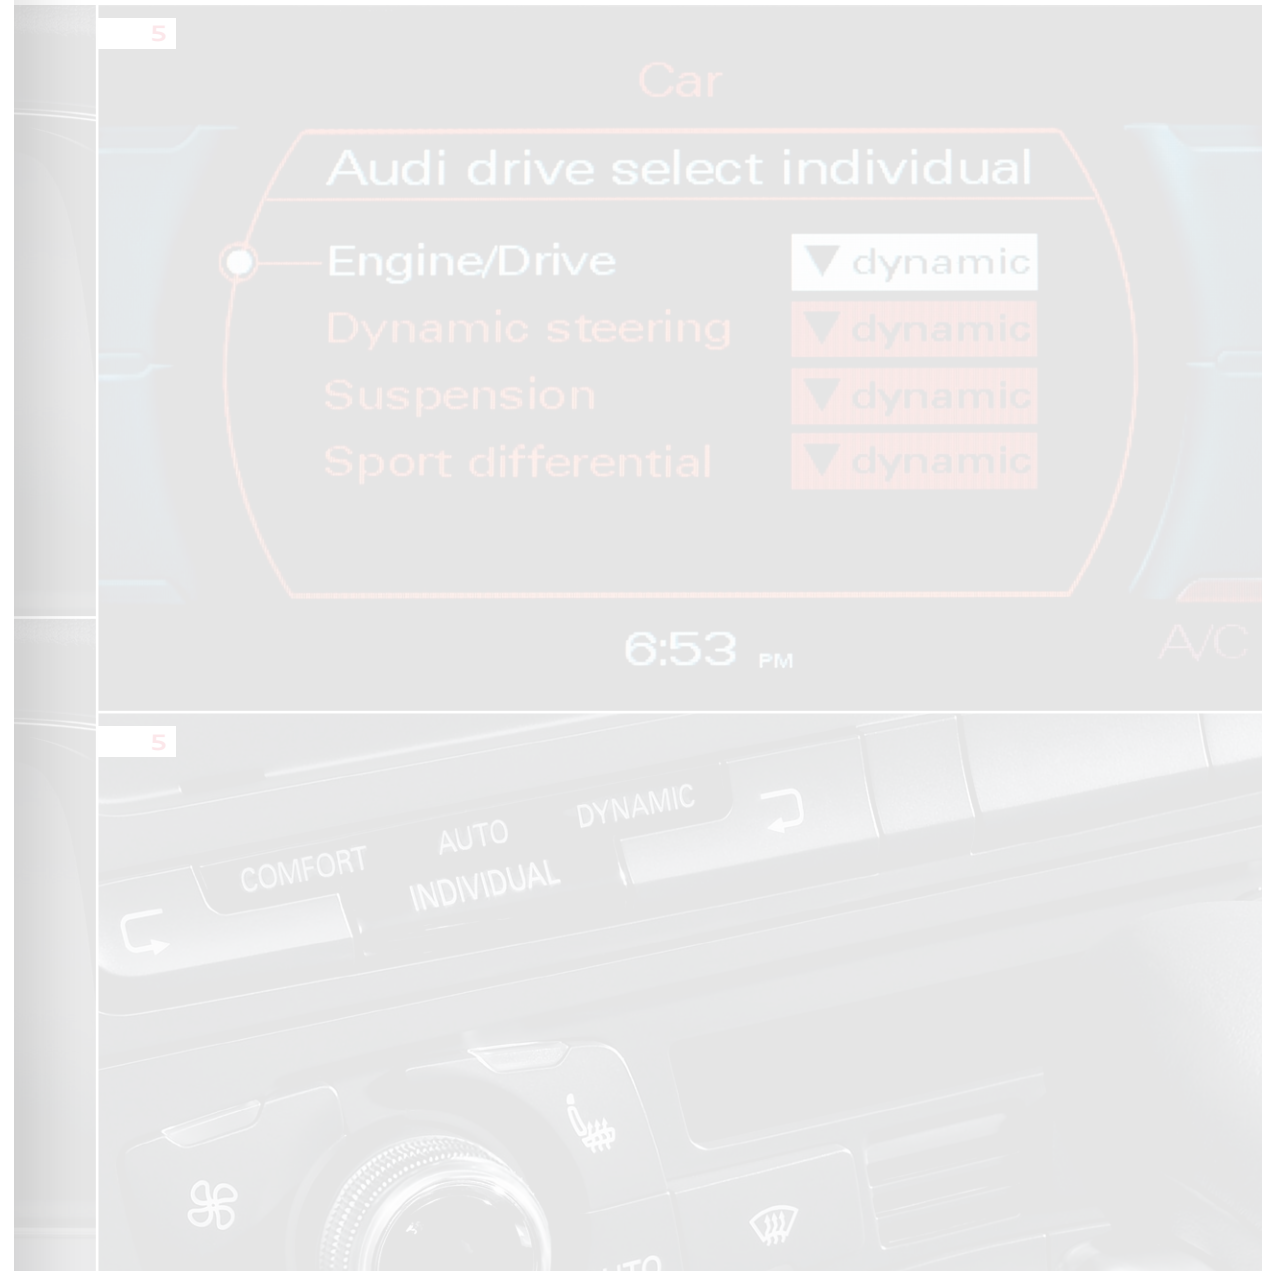 5
Car
Audi drive select individual
Engine/Drive dynamic
Dynamic steering dynamic
Suspension dynamic
Sport differential dynamic
6:53 PM
A/C
5
COMFORT
AUTO
DYNAMIC
INDIVIDUAL